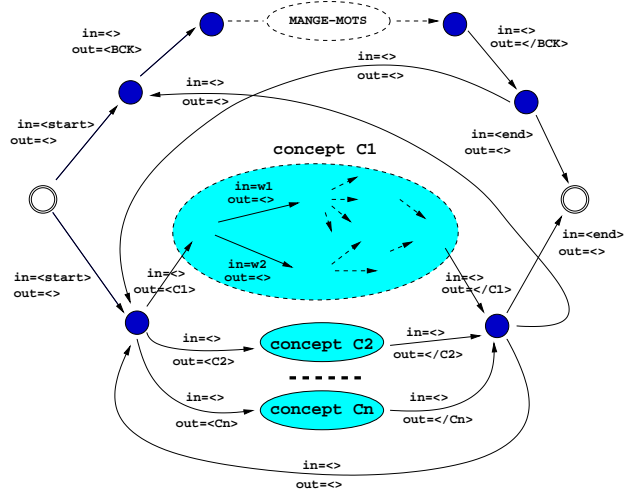 MANGE-MOTS
in=<>
out=<BCK>
in=<>
out=</BCK>
in=<>
out=<>
in=<>
out=<>
in=<start>
out=<>
in=<end>
out=<>
concept C1
in=w1
out=<>
in=w2
out=<>
in=<end>
out=<>
in=<start>
out=<>
in=<>
out=<C1>
in=<>
out=</C1>
in=<>
out=<C2>
concept C2
in=<>
out=</C2>
in=<>
out=<Cn>
concept Cn
in=<>
out=</Cn>
in=<>
out=<>